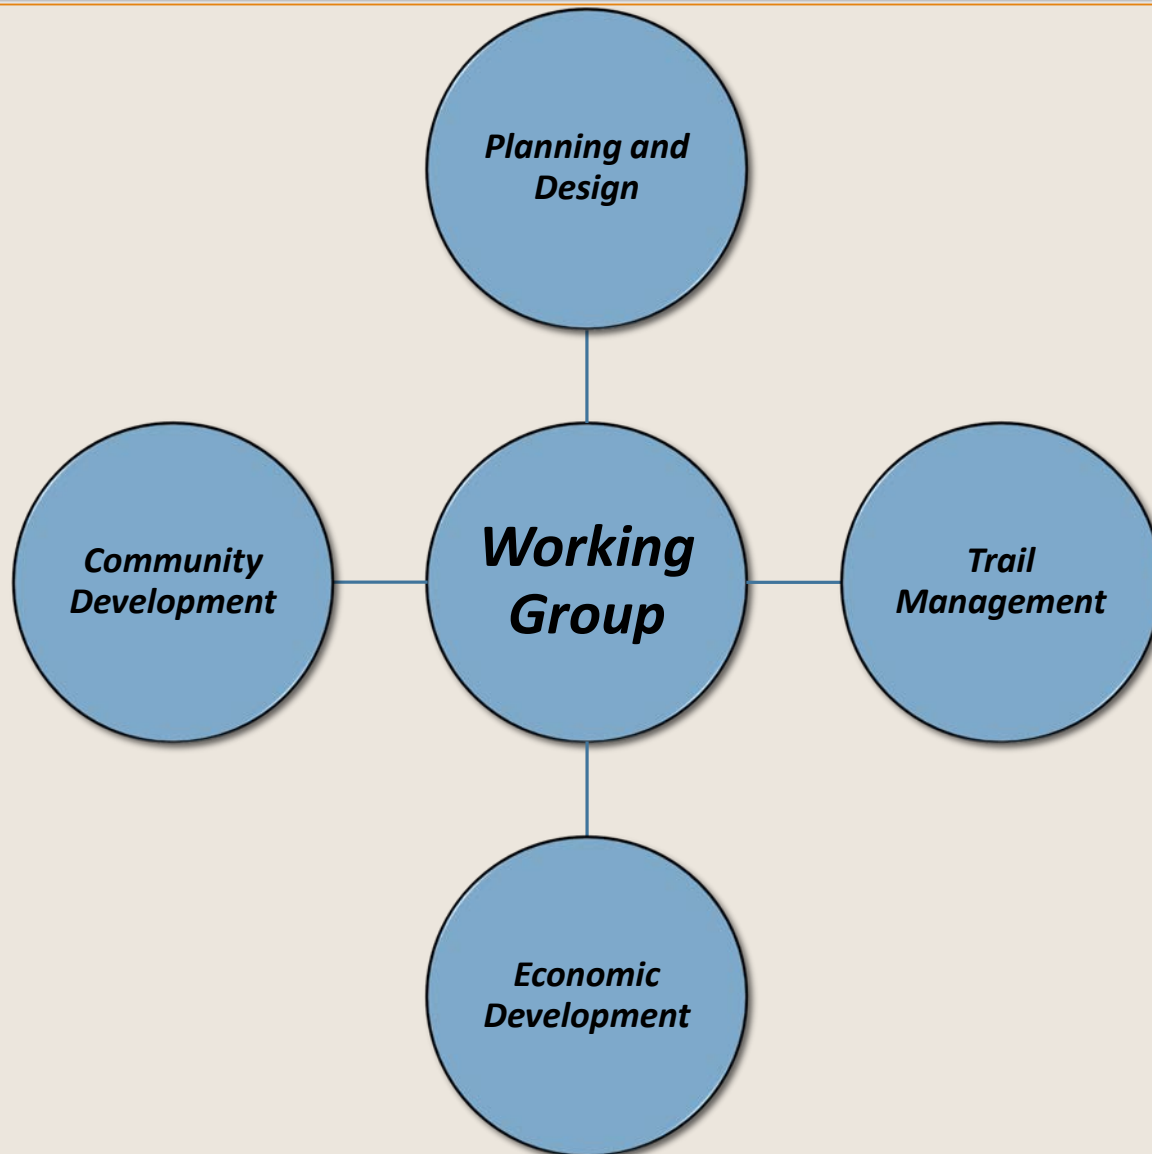 Planning and
Design
Community
Development
Working
Group
Trail
Management
Economic
Development